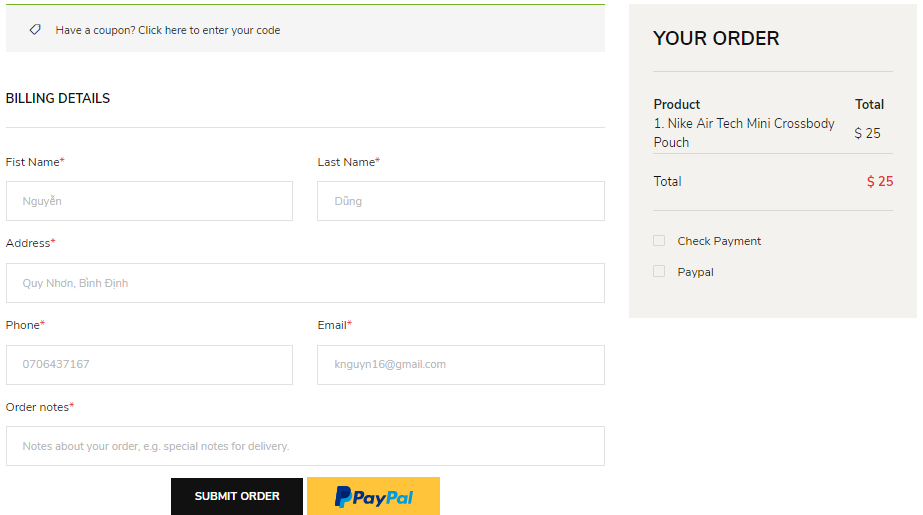 Have a coupon? Click here to enter your code
BILLING DETAILS
Fist Name*
Last Name*
Nguyễn
Dũng
Address*
Quy Nhơn, Bình Định
Phone*
Email*
0706437167
knguyn16@gmail.com
Order notes*
Notes about your order, e.g. special notes for delivery.
SUBMIT ORDER
PayPal
YOUR ORDER
Product Total
1. Nike Air Tech Mini Crossbody
Pouch
$ 25
Total $ 25
Check Payment
Paypal